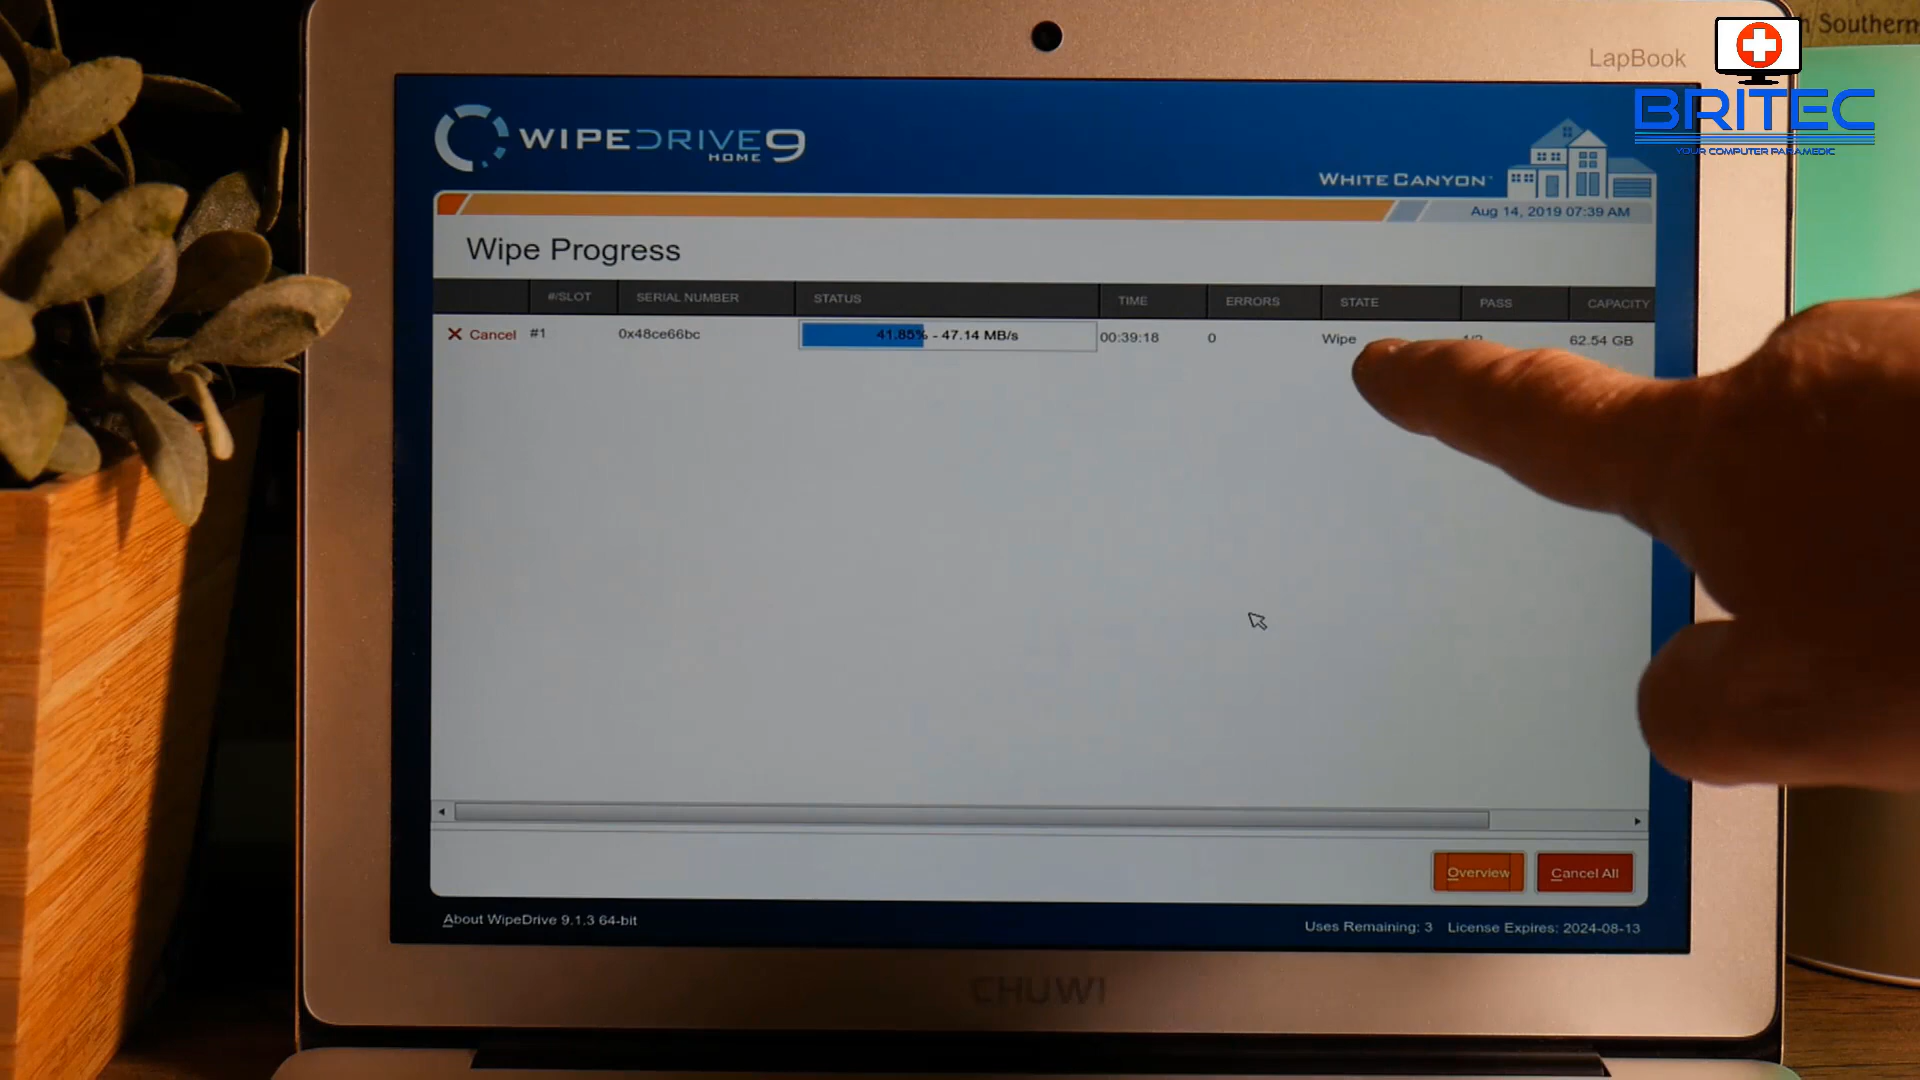 LapBook
Southern
BRITEC
YOUR COMPUTER PARAMEDIC
WIPEDRIVE9
HOME
WHITECANYON
Aug 14, 2019 07:39 AM
Wipe Progress
#/SLOT SERIAL NUMBER STATUS TIME ERRORS STATE PASS CAPACITY
Cancel #1 0x48ce66bc 41.85% - 47.14 MB/s 00:39:18 0 Wipe 62.54 GB
Overview Cancel All
About WipeDrive 9.1.3 64-bit
Uses Remaining: 3 License Expires: 2024-08-13
CHUWI